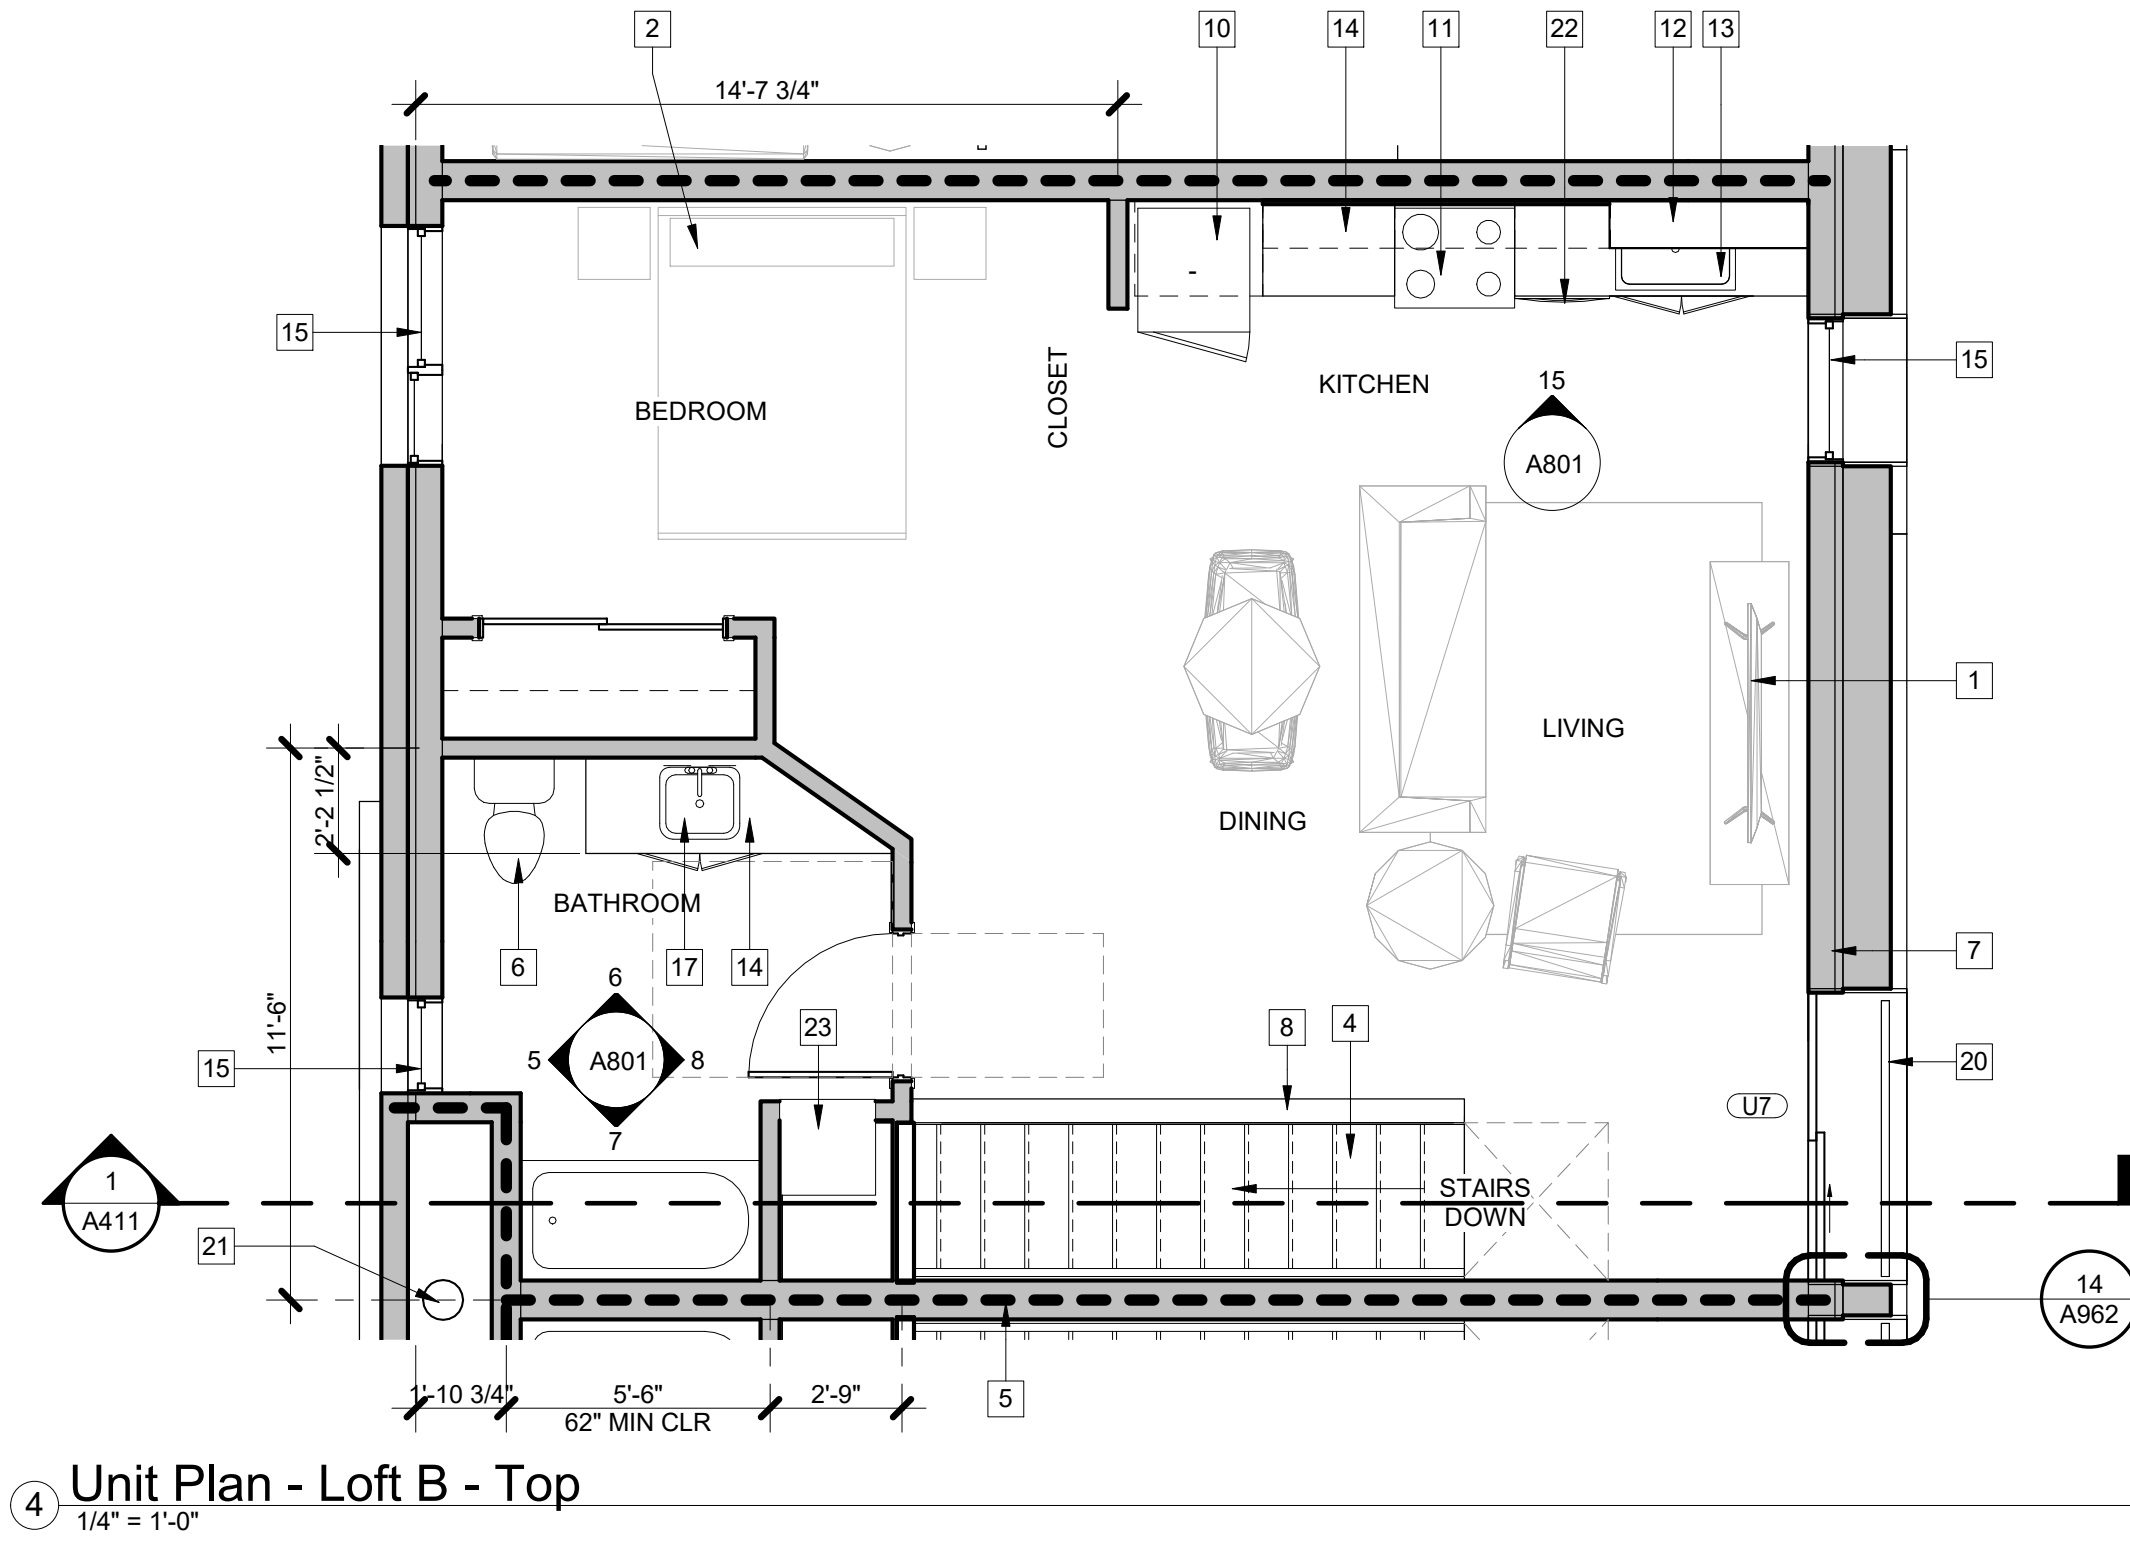 2
10
14
11
22
12
13
14'-7 3/4"
15
15
CLOSET
KITCHEN
15
A801
BEDROOM
1
LIVING
2'-2 1/2"
DINING
BATHROOM
6
17
14
7
11'-6"
6
5
A801
8
7
23
8
4
15
20
U7
1
A411
STAIRS
DOWN
21
14
A962
1'-10 3/4"
5'-6"
62" MIN CLR
2'-9"
5
4
Unit Plan - Loft B - Top
1/4" = 1'-0"